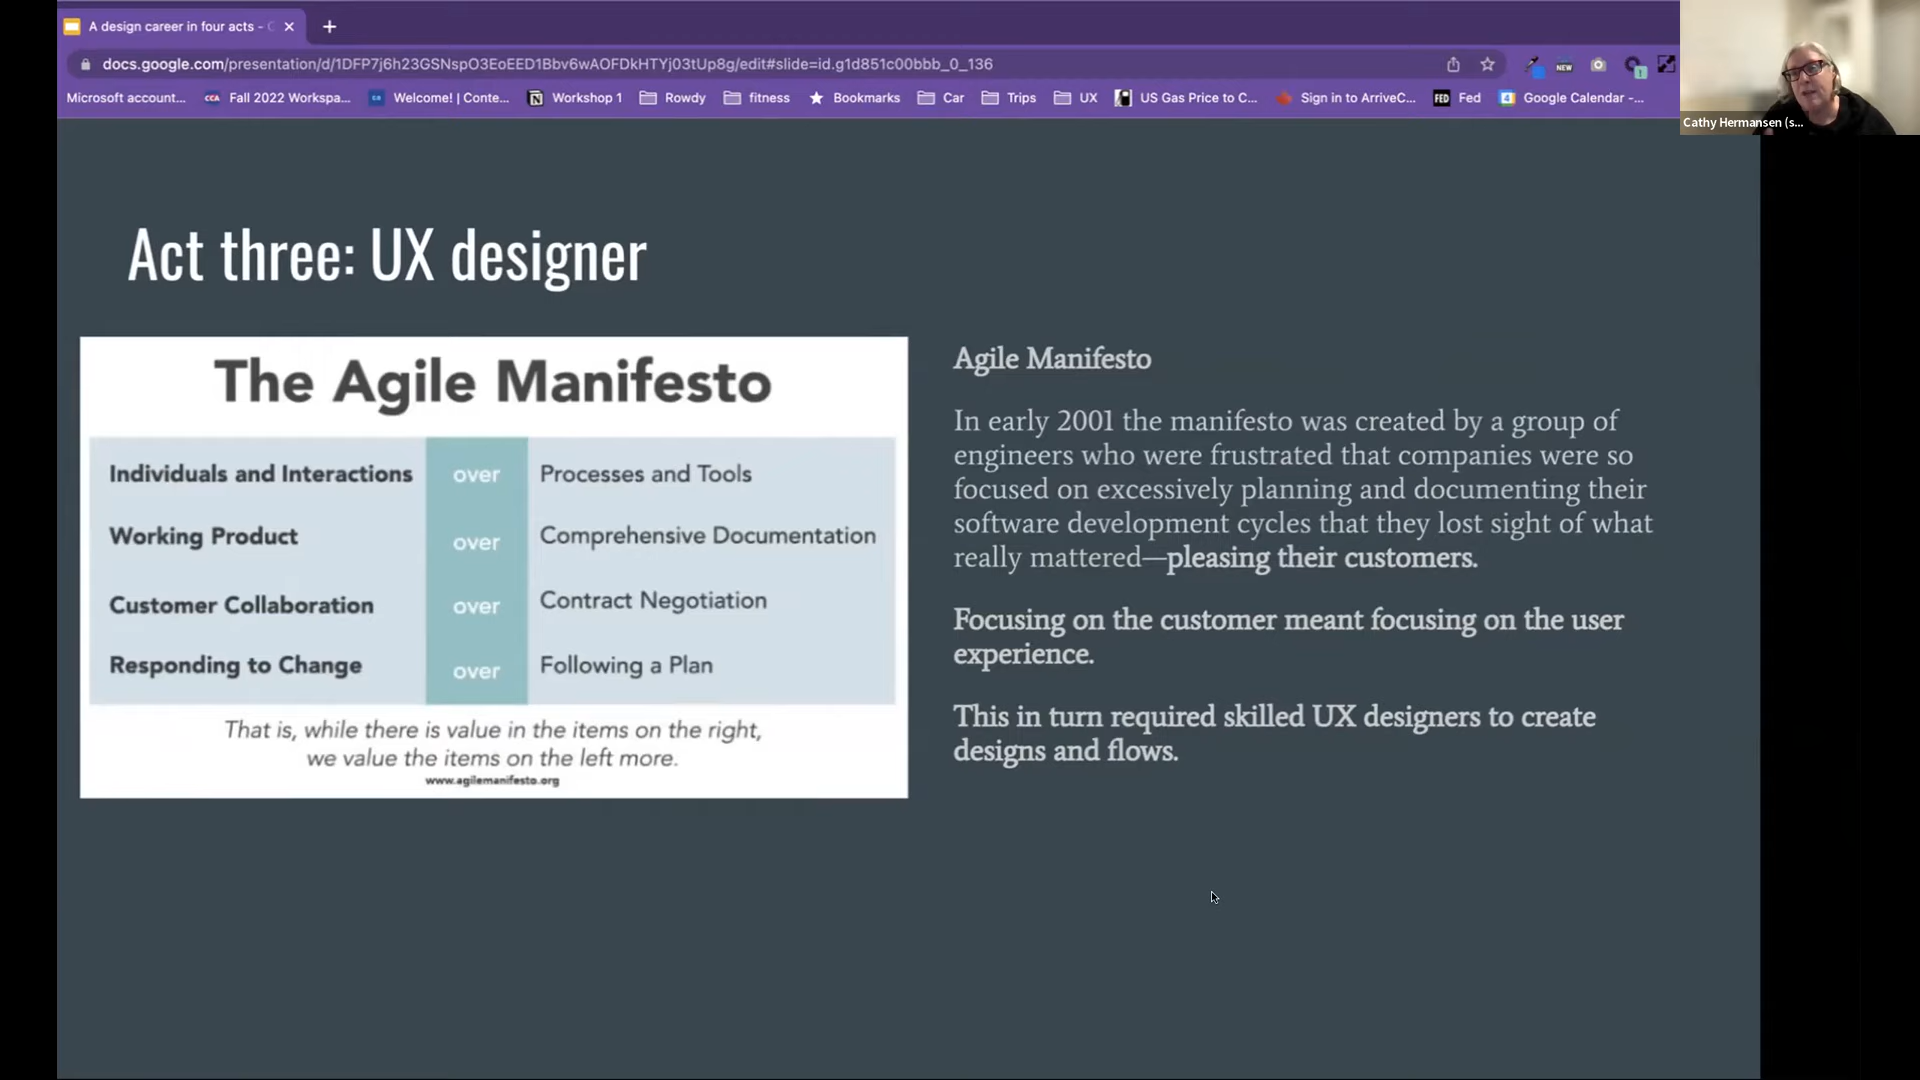 A design career in four acts -
docs.google.com/presentation/d/1DFP7j6h23GSNspO3EoEED1Bbv6wAOFDkHTYj03tUp8g/edit#slide=id.g1d851c00bbb_0_136
NEW
1
Microsoft account...
CCA Fall 2022 Workspa...
Welcome! | Conte...
Workshop 1
Rowdy
fitness
Bookmarks
Car
Trips
UX
US Gas Price to C...
Sign in to ArriveC...
FED Fed
4 Google Calendar -...
Cathy Hermansen (s...
Act three: UX designer
The Agile Manifesto
Individuals and Interactions over Processes and Tools
Working Product over Comprehensive Documentation
Customer Collaboration over Contract Negotiation
Responding to Change over Following a Plan
That is, while there is value in the items on the right,
we value the items on the left more.
www.agilemanifesto.org
Agile Manifesto
In early 2001 the manifesto was created by a group of
engineers who were frustrated that companies were so
focused on excessively planning and documenting their
software development cycles that they lost sight of what
really mattered—pleasing their customers.
Focusing on the customer meant focusing on the user
experience.
This in turn required skilled UX designers to create
designs and flows.